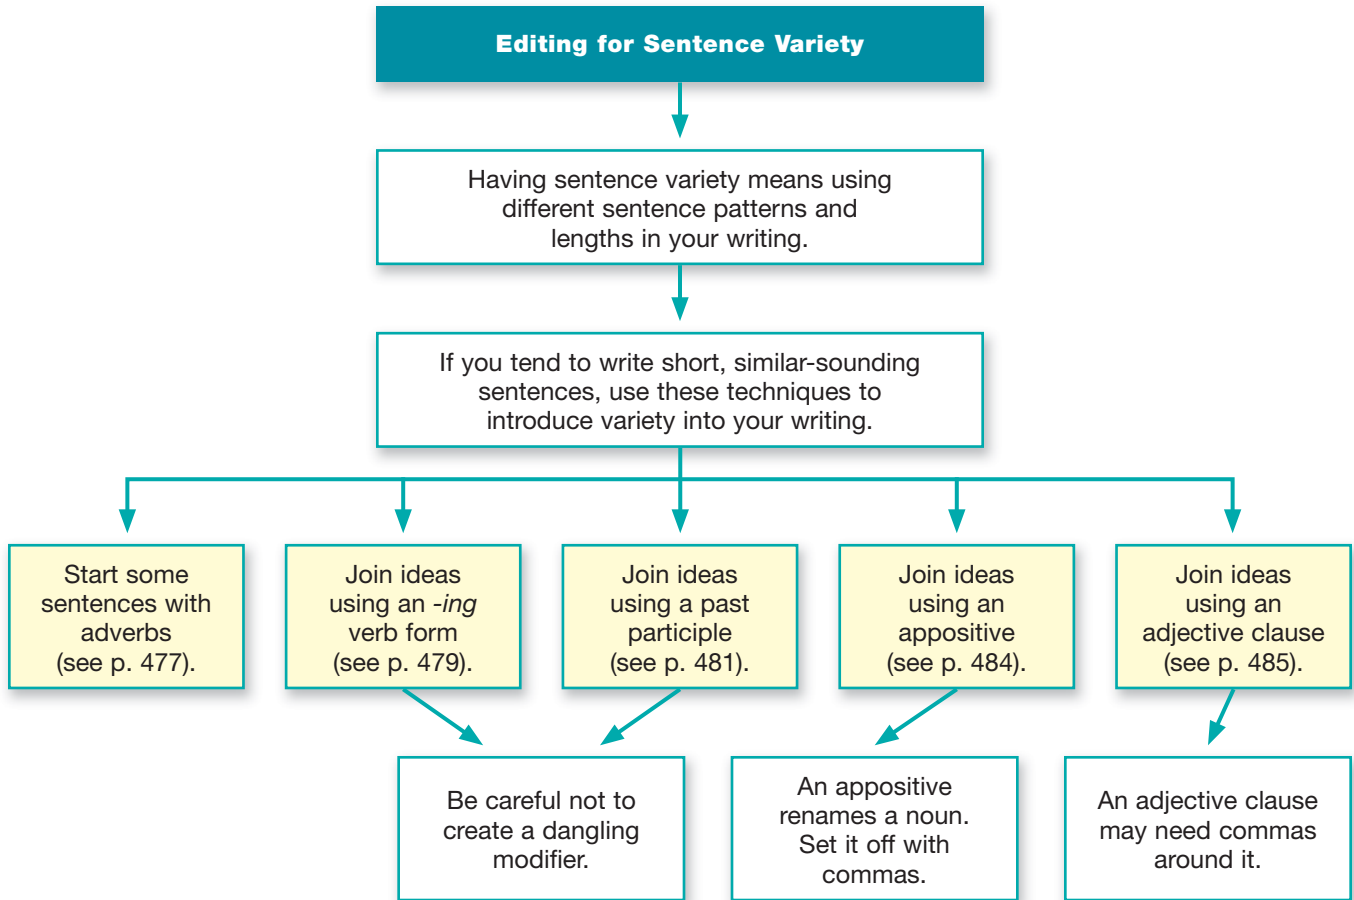 Editing for Sentence Variety
Having sentence variety means using
different sentence patterns and
lengths in your writing.
If you tend to write short, similar-sounding
sentences, use these techniques to
introduce variety into your writing.
Start some
sentences with
adverbs
(see p. 477).
Join ideas
using an -ing
verb form
(see p. 479).
Join ideas
using a past
participle
(see p. 481).
Join ideas
using an
appositive
(see p. 484).
Join ideas
using an
adjective clause
(see p. 485).
Be careful not to
create a dangling
modifier.
An appositive
renames a noun.
Set it off with
commas.
An adjective clause
may need commas
around it.